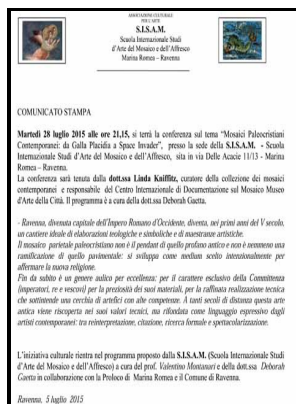 ASSOCIAZIONE CULTURALE
PER L'ARTE
S.I.S.A.M.
Scuola Internazionale Studi
d'Arte del Mosaico e dell'Affresco
Marina Romea – Ravenna
COMUNICATO STAMPA
Martedì 28 luglio 2015 alle ore 21,15, si terrà la conferenza sul tema "Mosaici Paleocristiani
Contemporanei: da Galla Placidia a Space Invader", presso la sede della S.I.S.A.M. - Scuola
Internazionale Studi d'Arte del Mosaico e dell'Affresco, sita in via Delle Acacie 11/13 - Marina
Romea – Ravenna.
La conferenza sarà tenuta dalla dott.ssa Linda Kniffitz, curatore della collezione dei mosaici
contemporanei e responsabile del Centro Internazionale di Documentazione sul Mosaico Museo
d'Arte della Città. Il programma è a cura della dott.ssa Deborah Gaetta.
- Ravenna, divenuta capitale dell'Impero Romano d'Occidente, diventa, nei primi anni del V secolo,
un cantiere ideale di elaborazioni teologiche e simboliche e di maestranze artistiche.
Il mosaico parietale paleocristiano non è il pendant di quello profano antico e non è nemmeno una
ramificazione di quello pavimentale: si sviluppa come medium scelto intenzionalmente per
affermare la nuova religione.
Fin da subito è un genere aulico per eccellenza: per il carattere esclusivo della Committenza
(imperatori, re e vescovi) per la preziosità dei suoi materiali, per la raffinata realizzazione tecnica
che sottintende una cerchia di artefici con alte competenze. A tanti secoli di distanza questa arte
antica viene riscoperta nei suoi valori tecnici, ma rifondata come linguaggio espressivo dagli
artisti contemporanei: tra reinterpretazione, citazione, ricerca formale e spettacolarizzazione.
L'iniziativa culturale rientra nel programma proposto dalla S.I.S.A.M. (Scuola Internazionale Studi
d'Arte del Mosaico e dell'Affresco) a cura del prof. Valentino Montanari e della dott.ssa Deborah
Gaetta in collaborazione con la Proloco di Marina Romea e il Comune di Ravenna.
Ravenna, 5 luglio 2015